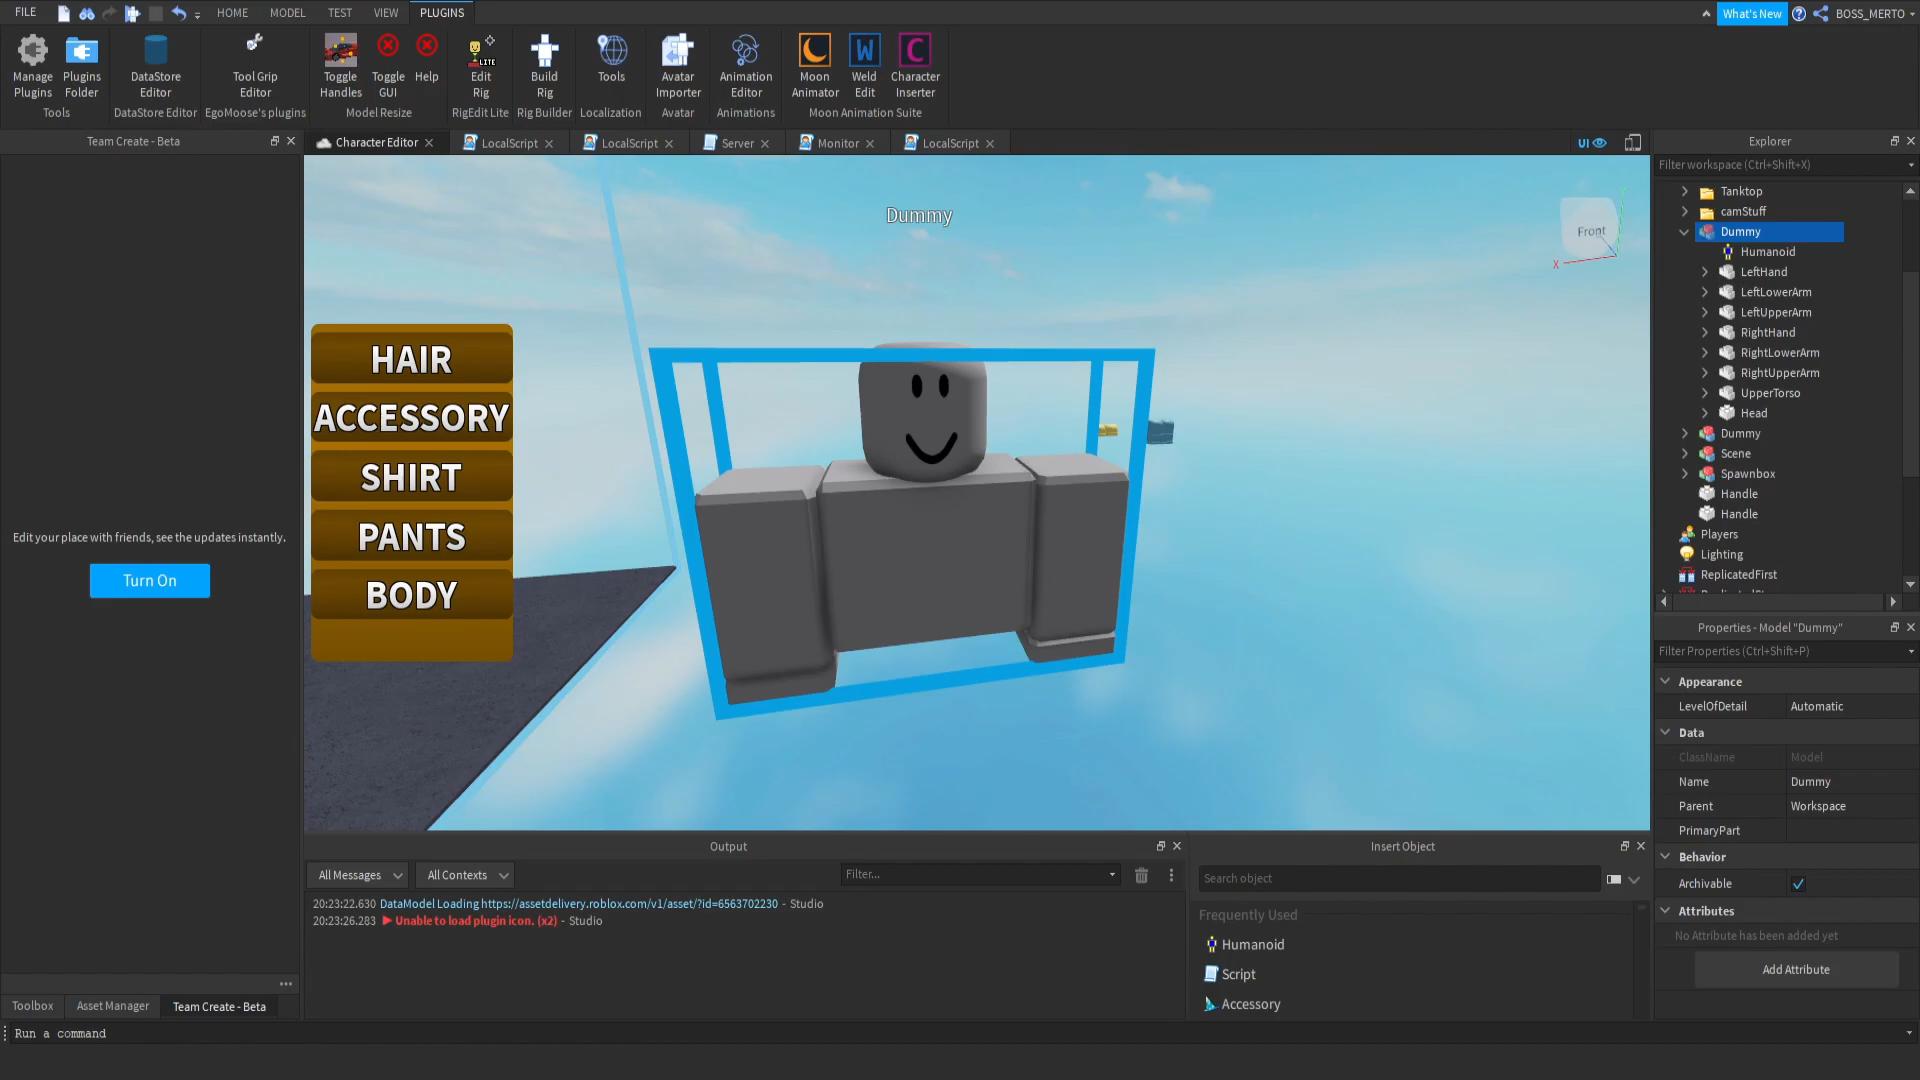 FILE
HOME
MODEL
TEST
VIEW
PLUGINS
What's New
BOSS_MERTO
Manage
Plugins
Plugins
Folder
Tools
DataStore
Editor
DataStore Editor
Tool Grip
Editor
EgoMoose's plugins
Toggle
Handles
Toggle
GUI
Help
Model Resize
LITE
Edit
Rig
RigEdit Lite
Build
Rig
Rig Builder
Tools
Localization
Avatar
Importer
Avatar
Animation
Editor
Animations
Moon
Animator
W
Weld
Edit
C
Character
Inserter
Moon Animation Suite
Team Create - Beta
Edit your place with friends, see the updates instantly.
Turn On
Toolbox
Asset Manager
Team Create - Beta
Character Editor
LocalScript
LocalScript
Server
Monitor
LocalScript
UI
Dummy
Front
X
HAIR
ACCESSORY
SHIRT
PANTS
BODY
Output
All Messages
All Contexts
Filter...
20:23:22.630 DataModel Loading https://assetdelivery.roblox.com/v1/asset/?id=6563702230 - Studio
20:23:26.283 Unable to load plugin icon. (x2) - Studio
Insert Object
Search object
Frequently Used
Humanoid
Script
Accessory
Explorer
Filter workspace (Ctrl+Shift+X)
Tanktop
camStuff
Dummy
Humanoid
LeftHand
LeftLowerArm
LeftUpperArm
RightHand
RightLowerArm
RightUpperArm
UpperTorso
Head
Dummy
Scene
Spawnbox
Handle
Handle
Players
Lighting
ReplicatedFirst
Properties - Model "Dummy"
Filter Properties (Ctrl+Shift+P)
Appearance
LevelOfDetail Automatic
Data
ClassName Model
Name Dummy
Parent Workspace
PrimaryPart
Behavior
Archivable
Attributes
No Attribute has been added yet
Add Attribute
Run a command